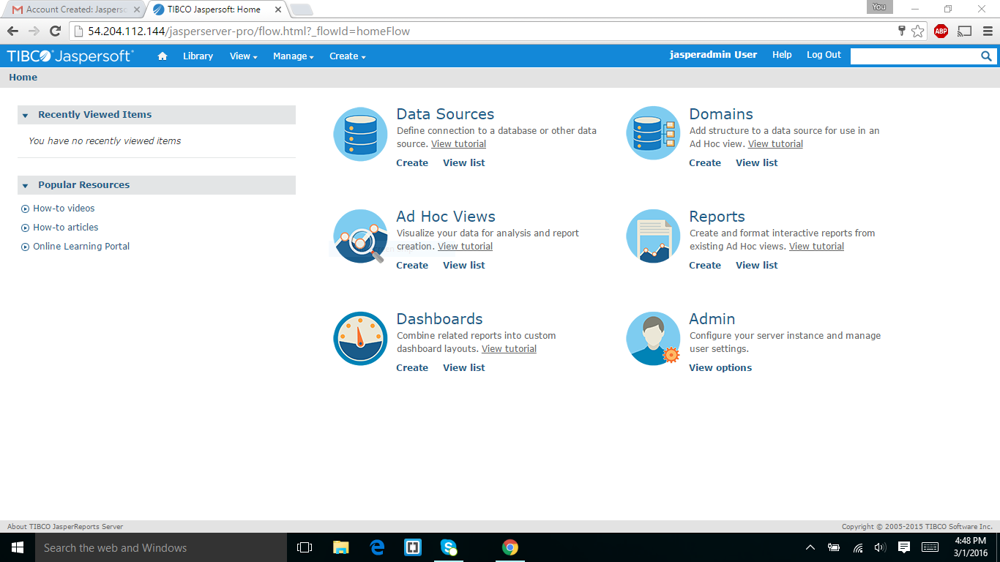 Account Created: Jaspersc
TIBCO Jaspersoft: Home
You
54.204.112.144/jasperserver-pro/flow.html?_flowId=homeFlow
ABP
TIBCO Jaspersoft®
Library
View
Manage
Create
jasperadmin User
Help
Log Out
Home
Recently Viewed Items
You have no recently viewed items
Popular Resources
How-to videos
How-to articles
Online Learning Portal
Data Sources
Define connection to a database or other data
source. View tutorial
Create View list
Domains
Add structure to a data source for use in an
Ad Hoc view. View tutorial
Create View list
Ad Hoc Views
Visualize your data for analysis and report
creation. View tutorial
Create View list
Reports
Create and format interactive reports from
existing Ad Hoc views. View tutorial
Create View list
Dashboards
Combine related reports into custom
dashboard layouts. View tutorial
Create View list
Admin
Configure your server instance and manage
user settings.
View options
About TIBCO JasperReports Server
Copyright © 2005-2015 TIBCO Software Inc.
Search the web and Windows
4:48 PM
3/1/2016